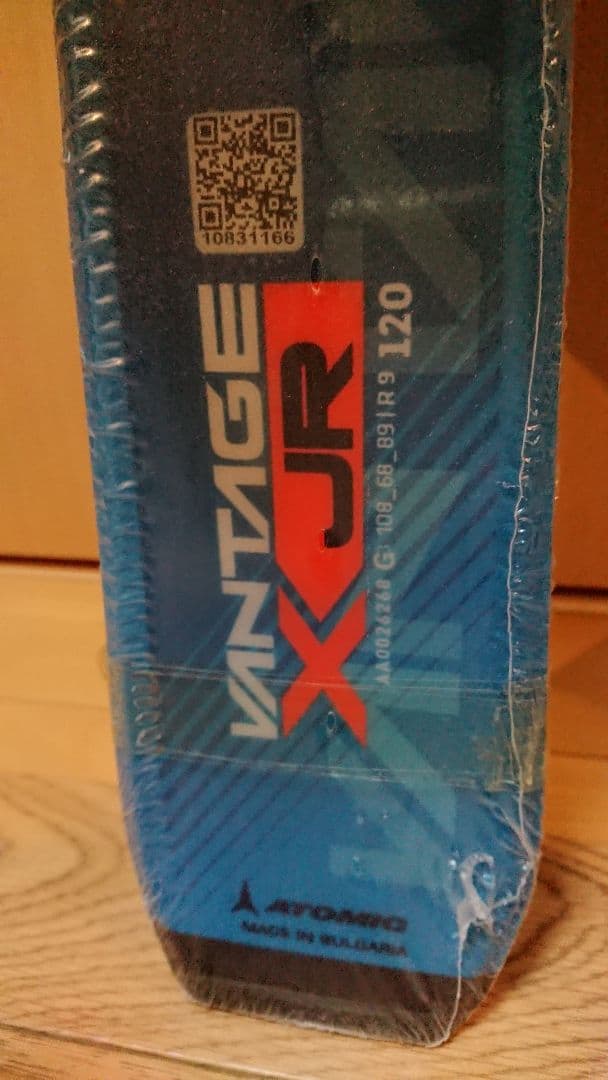 10831166
VANTAGE
X JR
AA0026268 G: 108_68_89 | R 9 120
ATOMIC
MADE IN BULGARIA